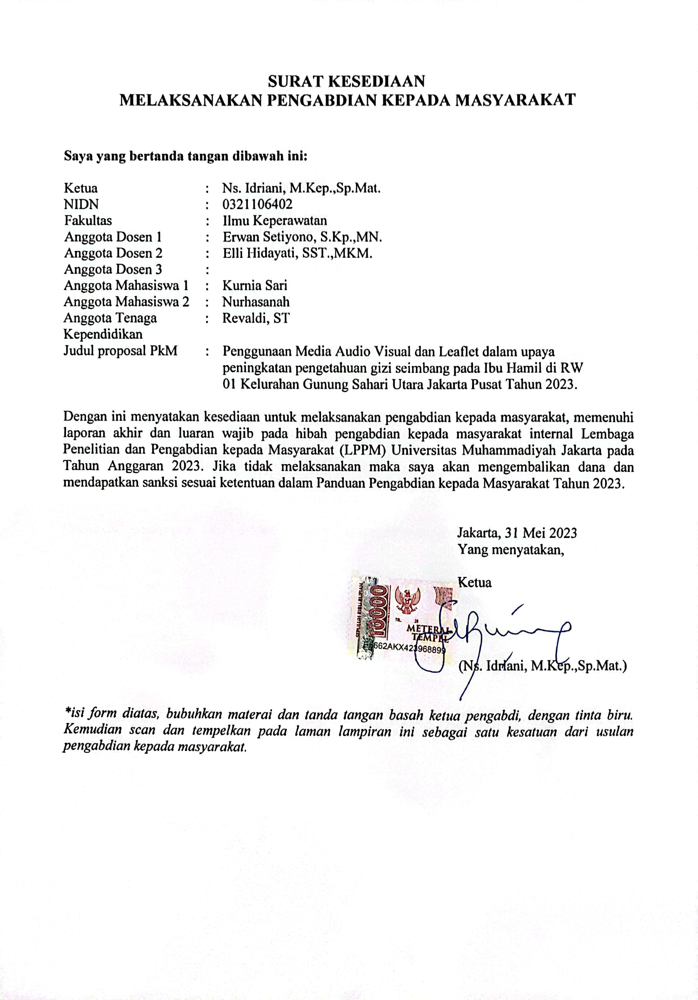 SURAT KESEDIAAN
MELAKSANAKAN PENGABDIAN KEPADA MASYARAKAT
Saya yang bertanda tangan dibawah ini:
Ketua : Ns. Idriani, M.Kep.,Sp.Mat.
NIDN : 0321106402
Fakultas : Ilmu Keperawatan
Anggota Dosen 1 : Erwan Setiyono, S.Kp.,MN.
Anggota Dosen 2 : Elli Hidayati, SST.,MKM.
Anggota Dosen 3 :
Anggota Mahasiswa 1 : Kurnia Sari
Anggota Mahasiswa 2 : Nurhasanah
Anggota Tenaga : Revaldi, ST
Kependidikan
Judul proposal PkM : Penggunaan Media Audio Visual dan Leaflet dalam upaya
peningkatan pengetahuan gizi seimbang pada Ibu Hamil di RW
01 Kelurahan Gunung Sahari Utara Jakarta Pusat Tahun 2023.
Dengan ini menyatakan kesediaan untuk melaksanakan pengabdian kepada masyarakat, memenuhi
laporan akhir dan luaran wajib pada hibah pengabdian kepada masyarakat internal Lembaga
Penelitian dan Pengabdian kepada Masyarakat (LPPM) Universitas Muhammadiyah Jakarta pada
Tahun Anggaran 2023. Jika tidak melaksanakan maka saya akan mengembalikan dana dan
mendapatkan sanksi sesuai ketentuan dalam Panduan Pengabdian kepada Masyarakat Tahun 2023.
Jakarta, 31 Mei 2023
Yang menyatakan,
Ketua
SEPULUH RIBU RUPIAH
10000
TGL. 20
METERAI
TEMPEL
662AKX423968899
(Ns. Idriani, M.Kep.,Sp.Mat.)
*isi form diatas, bubuhkan materai dan tanda tangan basah ketua pengabdi, dengan tinta biru.
Kemudian scan dan tempelkan pada laman lampiran ini sebagai satu kesatuan dari usulan
pengabdian kepada masyarakat.